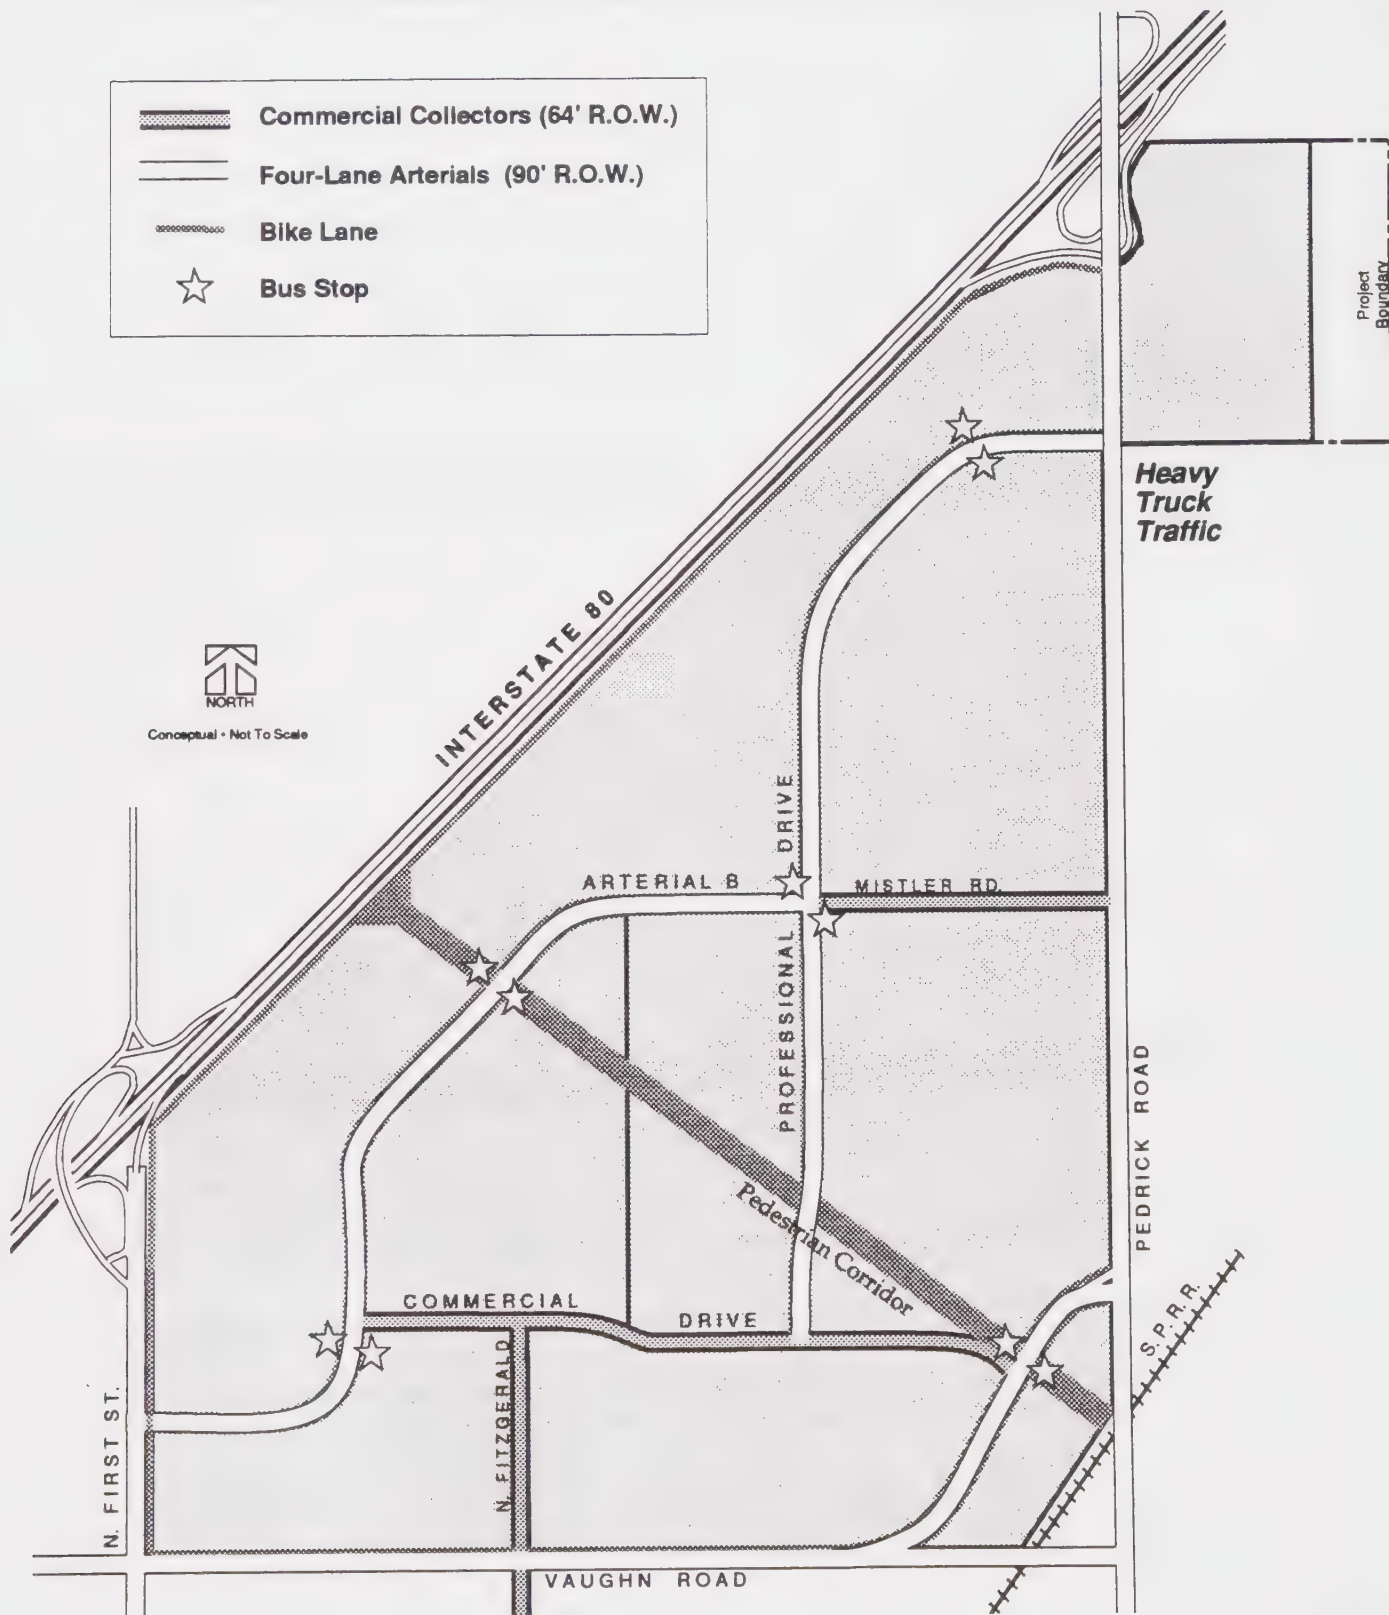 Commercial Collectors (64' R.O.W.)
Four-Lane Arterials (90' R.O.W.)
Bike Lane
Bus Stop
Project
Boundary
Heavy
Truck
Traffic
INTERSTATE 80
NORTH
Conceptual • Not To Scale
DRIVE
ARTERIAL B
MISTLER RD.
PROFESSIONAL
PEDRICK ROAD
Pedestrian Corridor
S.P.R.R.
COMMERCIAL
DRIVE
N. FITZGERALD
N. FIRST ST.
VAUGHN ROAD